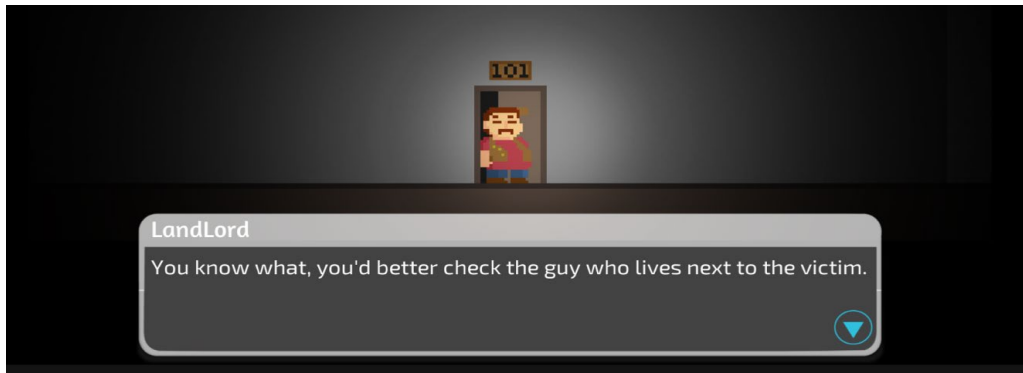 101
LandLord
You know what, you'd better check the guy who lives next to the victim.